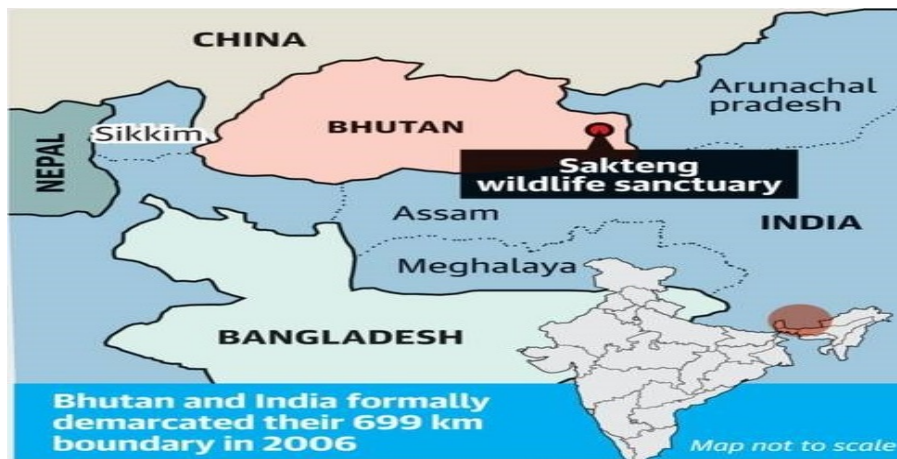 CHINA
Arunachal
pradesh
BHUTAN
Sikkim
NEPAL
Sakteng
wildlife sanctuary
Assam
INDIA
Meghalaya
BANGLADESH
Bhutan and India formally
demarcated their 699 km
boundary in 2006
Map not to scale